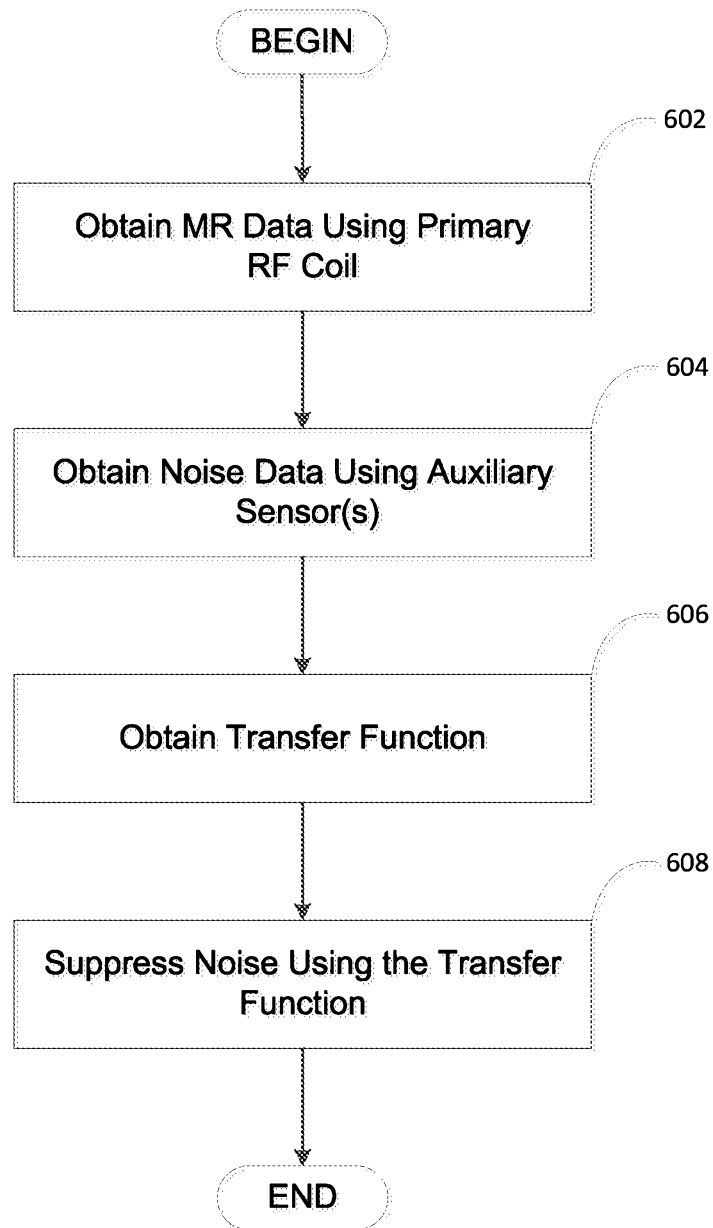 BEGIN
602
Obtain MR Data Using Primary
RF Coil
604
Obtain Noise Data Using Auxiliary
Sensor(s)
606
Obtain Transfer Function
608
Suppress Noise Using the Transfer
Function
END